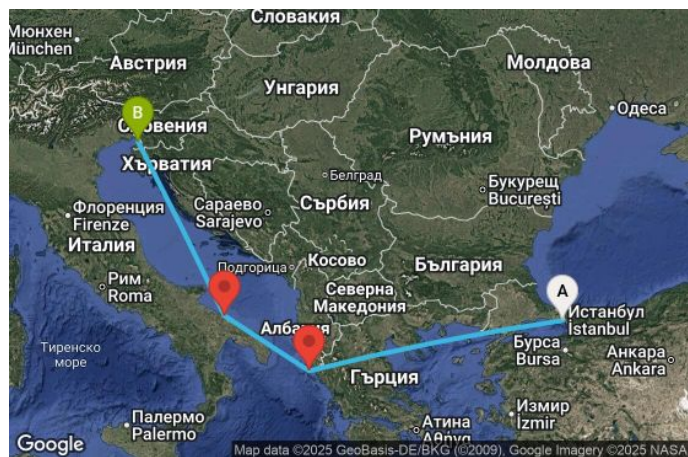 Мюнхен
München
Словакия
Австрия
Молдова
Унгария
Одеса
B
Словения
Румъния
Хърватия
Белград
Букурещ
București
Флоренция
Firenze
Сараево
Sarajevo
Сърбия
Италия
Подгорица
Косово
България
Рим
Roma
Северна
Македония
A
Истанбул
İstanbul
Албания
Бурса
Bursa
Тиренско
море
Анкара
Ankara
Гърция
Палермо
Palermo
Измир
İzmir
Атина
Αθήνα
Google
Map data ©2025 GeoBasis-DE/BKG (©2009), Google Imagery ©2025 NASA